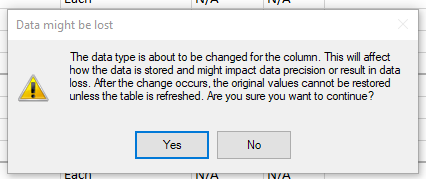 Each N/A N/A
Data might be lost
The data type is about to be changed for the column. This will affect
how the data is stored and might impact data precision or result in data
loss. After the change occurs, the original values cannot be restored
unless the table is refreshed. Are you sure you want to continue?
Yes No
Each N/A N/A